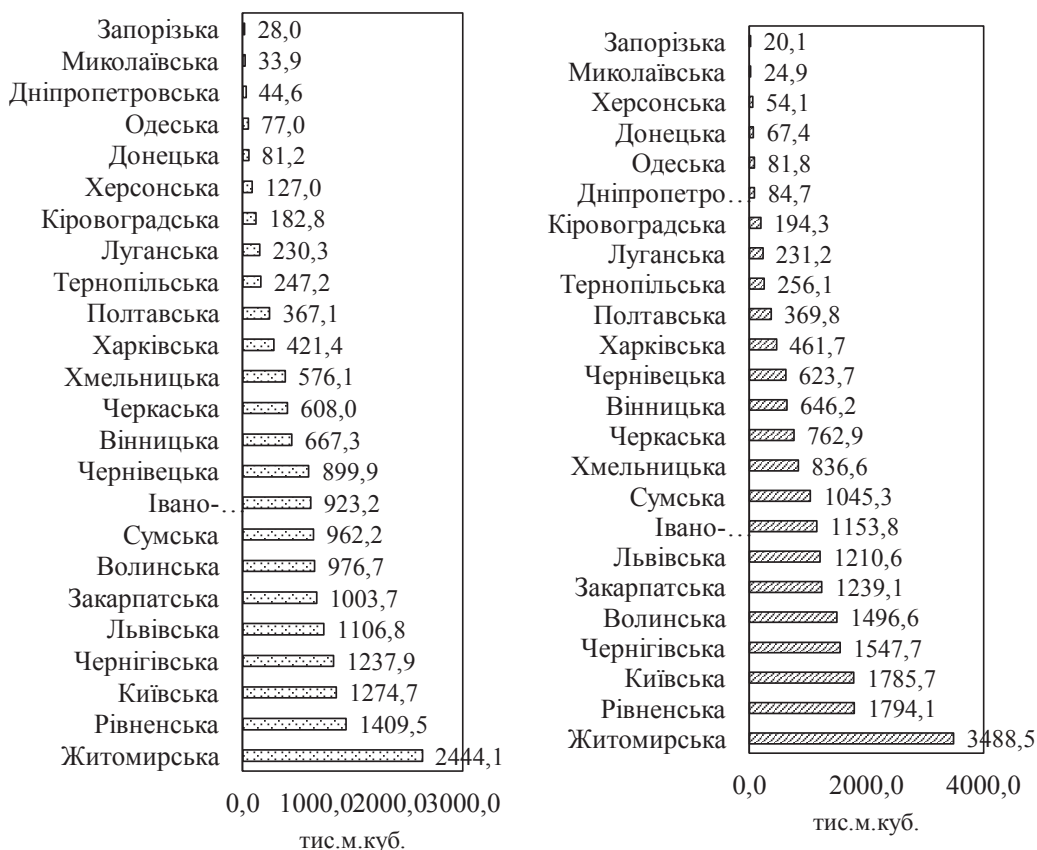 Запорізька 28,0
Миколаївська 33,9
Дніпропетровська 44,6
Одеська 77,0
Донецька 81,2
Херсонська 127,0
Кіровоградська 182,8
Луганська 230,3
Тернопільська 247,2
Полтавська 367,1
Харківська 421,4
Хмельницька 576,1
Черкаська 608,0
Вінницька 667,3
Чернівецька 899,9
Івано-… 923,2
Сумська 962,2
Волинська 976,7
Закарпатська 1003,7
Львівська 1106,8
Чернігівська 1237,9
Київська 1274,7
Рівненська 1409,5
Житомирська 2444,1
0,0 1000,0 2000,0 3000,0
тис.м.куб.
Запорізька 20,1
Миколаївська 24,9
Херсонська 54,1
Донецька 67,4
Одеська 81,8
Дніпропетро… 84,7
Кіровоградська 194,3
Луганська 231,2
Тернопільська 256,1
Полтавська 369,8
Харківська 461,7
Чернівецька 623,7
Вінницька 646,2
Черкаська 762,9
Хмельницька 836,6
Сумська 1045,3
Івано-… 1153,8
Львівська 1210,6
Закарпатська 1239,1
Волинська 1496,6
Чернігівська 1547,7
Київська 1785,7
Рівненська 1794,1
Житомирська 3488,5
0,0 2000,0 4000,0
тис.м.куб.